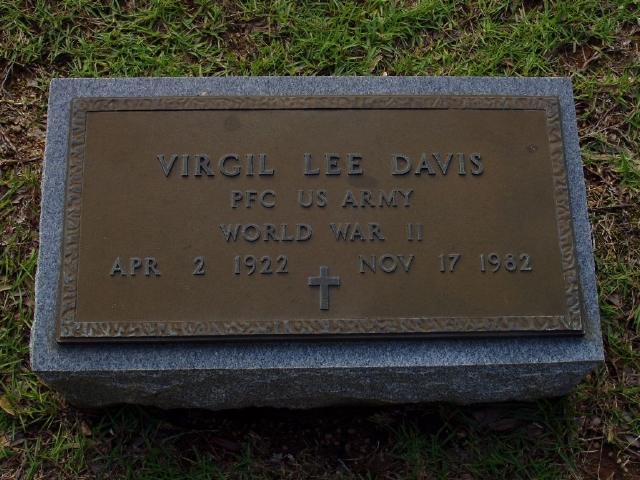 VIRGIL LEE DAVIS
PFC US ARMY
WORLD WAR II
APR 2 1922 NOV 17 1982